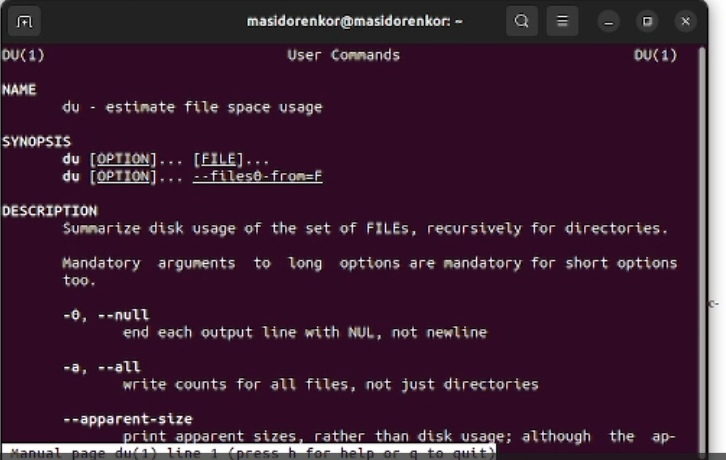 masidorenkor@masidorenkor: ~
DU(1) User Commands DU(1)
NAME
du - estimate file space usage
SYNOPSIS
du [OPTION]... [FILE]...
du [OPTION]... --files0-from=F
DESCRIPTION
Summarize disk usage of the set of FILEs, recursively for directories.
Mandatory arguments to long options are mandatory for short options
too.
-0, --null
end each output line with NUL, not newline
-a, --all
write counts for all files, not just directories
--apparent-size
print apparent sizes, rather than disk usage; although the ap-
Manual page du(1) line 1 (press h for help or q to quit)